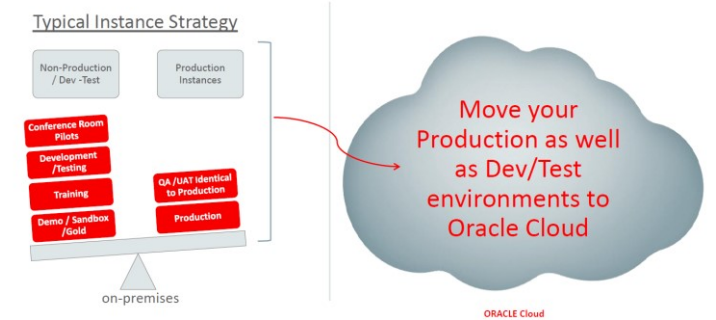 Typical Instance Strategy
Non-Production
/ Dev -Test
Production
Instances
Conference Room
Pilots
Development
/Testing
Training
Demo / Sandbox
/Gold
QA /UAT Identical
to Production
Production
on-premises
Move your
Production as well
as Dev/Test
environments to
Oracle Cloud
ORACLE Cloud